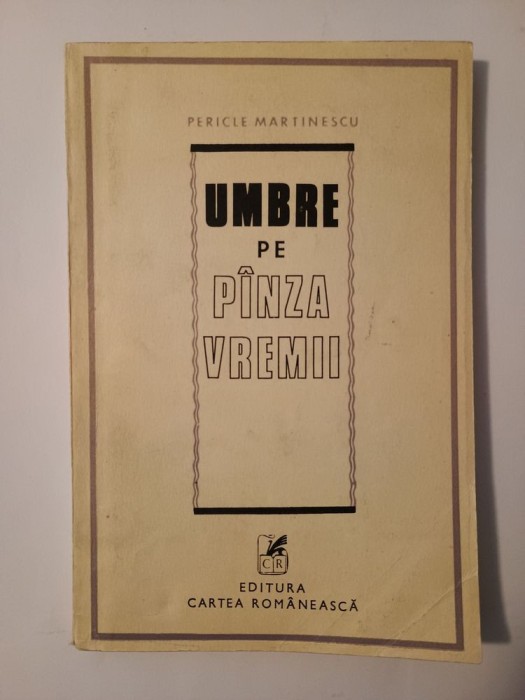 PERICLE MARTINESCU
UMBRE
PE
PÎNZA
VREMII
CR
EDITURA
CARTEA ROMÂNEASCĂ